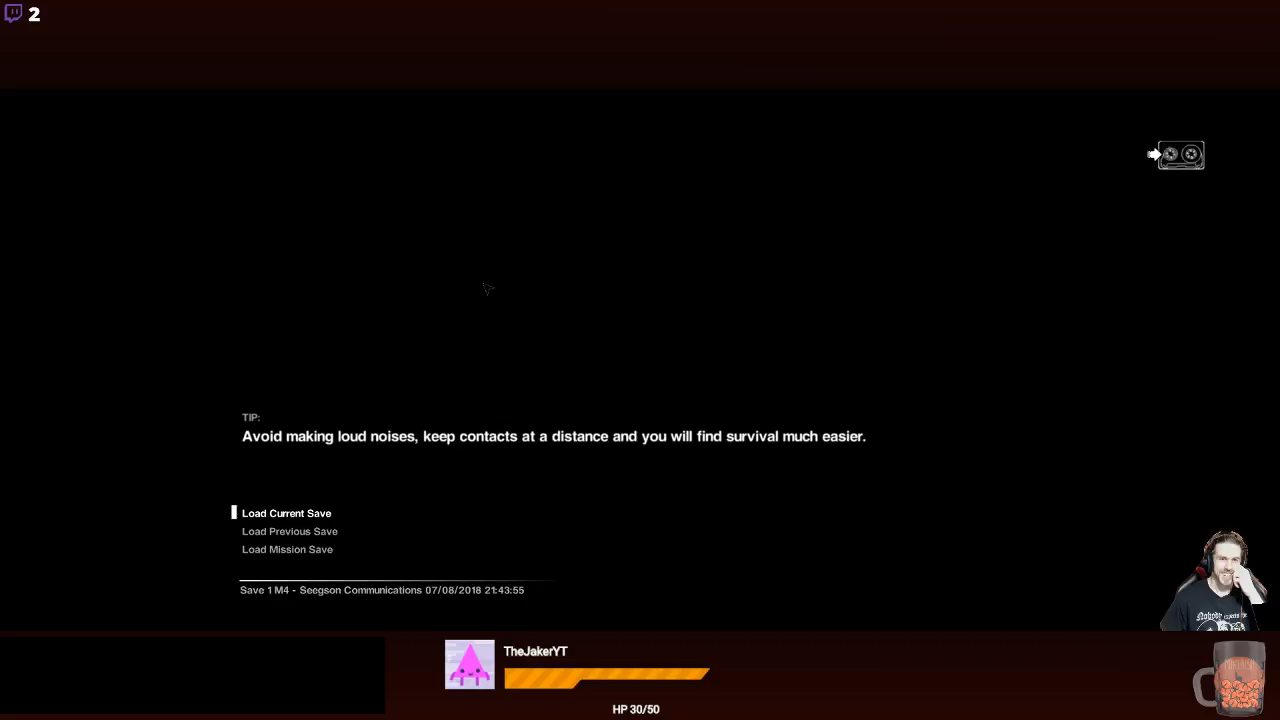 2
TIP:
Avoid making loud noises, keep contacts at a distance and you will find survival much easier.
Load Current Save
Load Previous Save
Load Mission Save
Save 1 M4 - Seegson Communications 07/08/2018 21:43:55
Nobody
TheJakerYT
HP 30/50